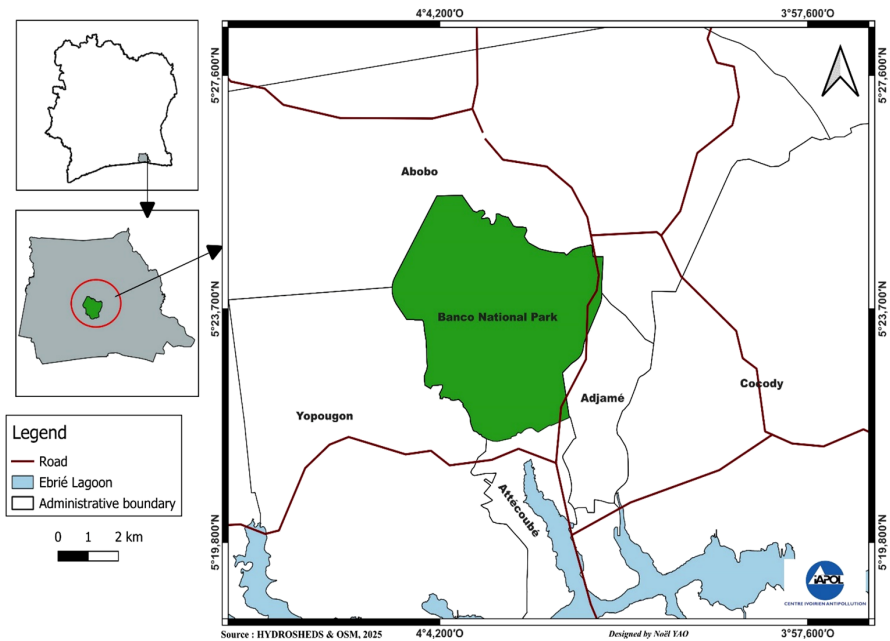 4°4,200'O
3°57,600'O
5°27,600'N
5°27,600'N
Abobo
Banco National Park
5°23,700'N
5°23,700'N
Cocody
Adjamé
Yopougon
Attécoubé
5°19,800'N
5°19,800'N
Legend
Road
Ebrié Lagoon
Administrative boundary
0 1 2 km
iAPOL
CENTRE IVOIRIEN ANTIPOLLUTION
4°4,200'O
3°57,600'O
Source : HYDROSHEDS & OSM, 2025
Designed by Noël YAO